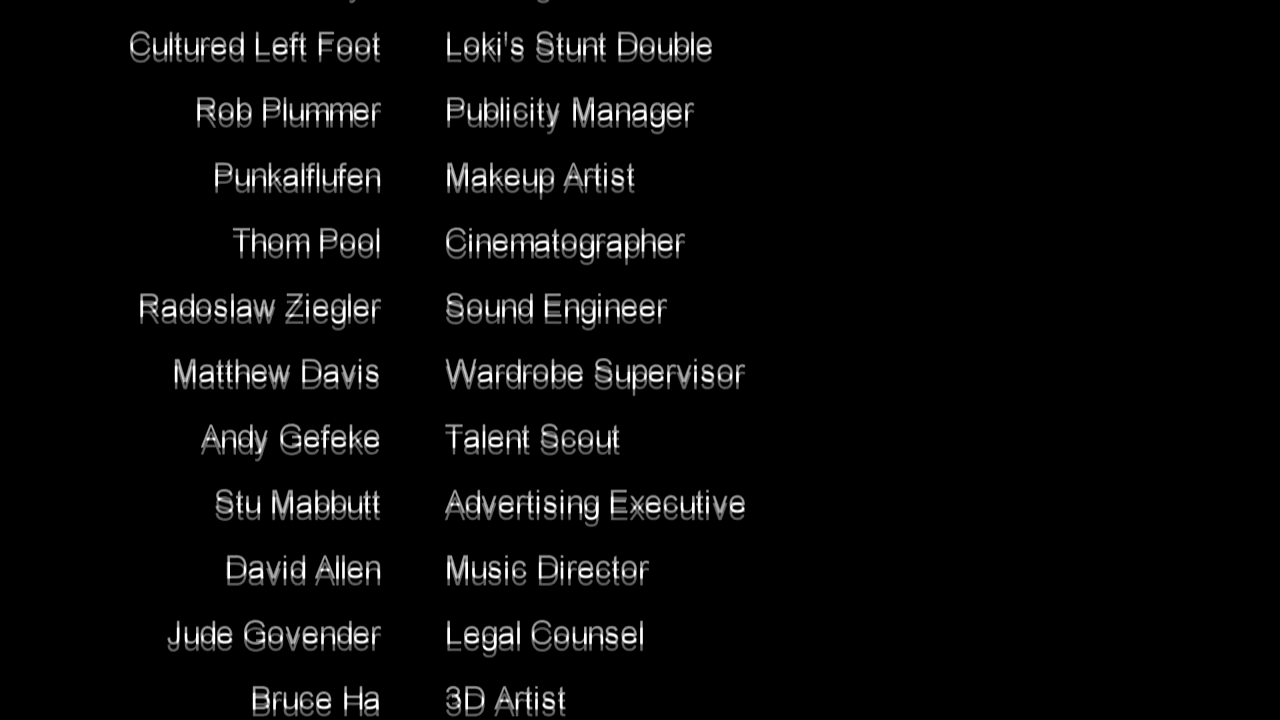 Cultured Left Foot Loki's Stunt Double
Rob Plummer Publicity Manager
Punkalflufen Makeup Artist
Thom Pool Cinematographer
Radoslaw Ziegler Sound Engineer
Matthew Davis Wardrobe Supervisor
Andy Gefeke Talent Scout
Stu Mabbutt Advertising Executive
David Allen Music Director
Jude Govender Legal Counsel
Bruce Ha 3D Artist